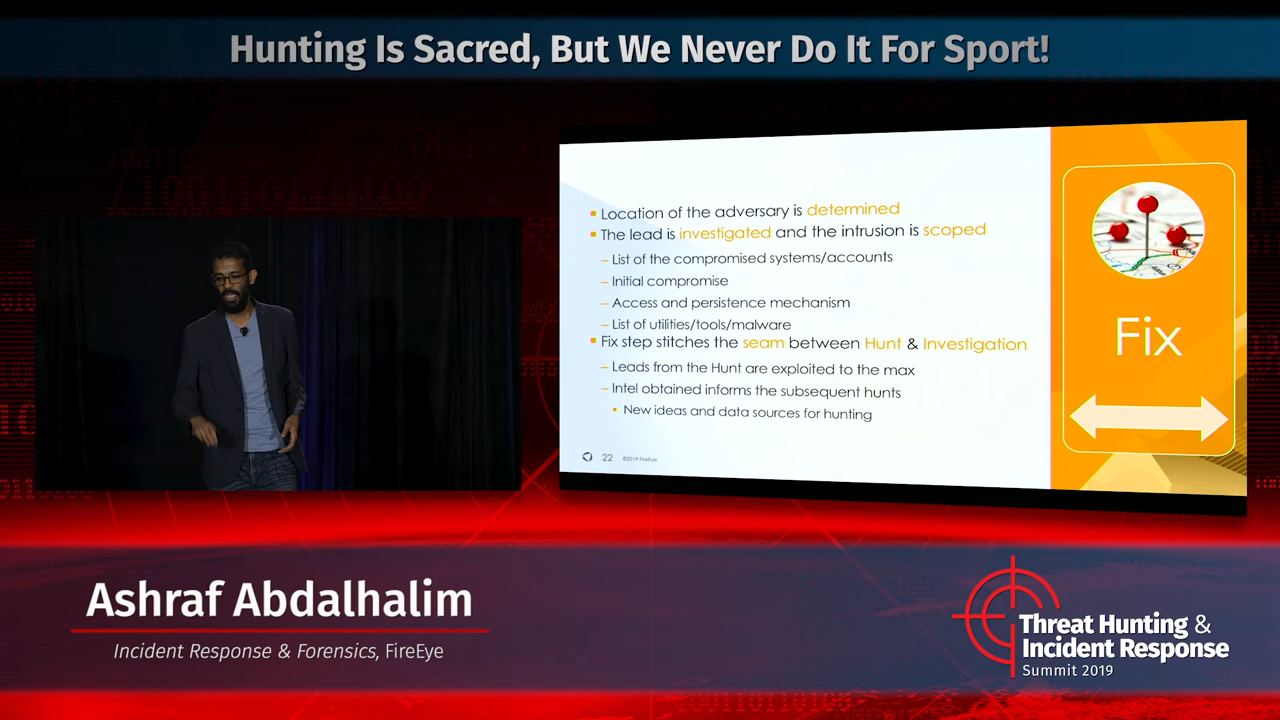 Hunting Is Sacred, But We Never Do It For Sport!
Location of the adversary is determined
The lead is investigated and the intrusion is scoped
– List of the compromised systems/accounts
– Initial compromise
– Access and persistence mechanism
– List of utilities/tools/malware
Fix step stitches the seam between Hunt & Investigation
– Leads from the Hunt are exploited to the max
– Intel obtained informs the subsequent hunts
New ideas and data sources for hunting
22 ©2019 FireEye
Fix
Ashraf Abdalhalim
Incident Response & Forensics, FireEye
Threat Hunting &
Incident Response
Summit 2019